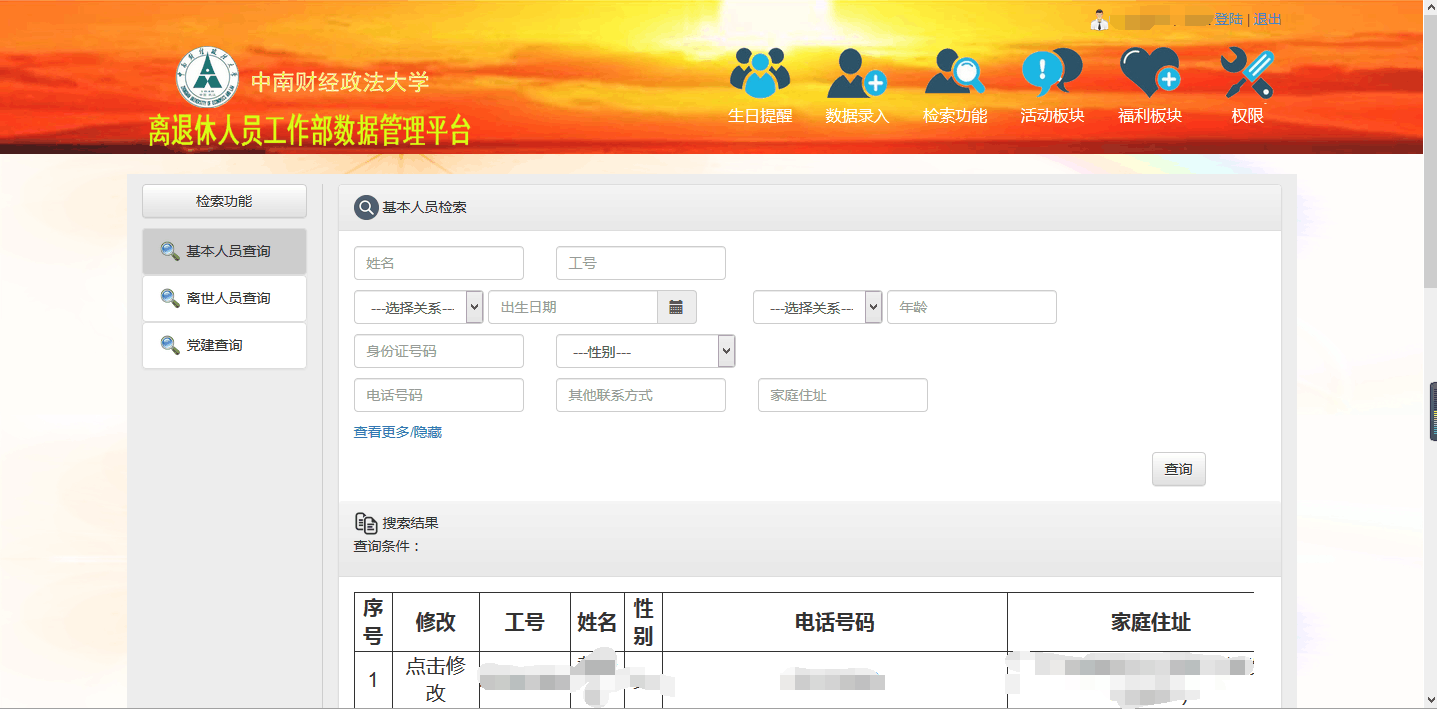 登陆 | 退出
中南财经政法大学
离退休人员工作部数据管理平台
生日提醒 数据录入 检索功能 活动板块 福利板块 权限
检索功能
基本人员查询
离世人员查询
党建查询
基本人员检索
姓名 工号
---选择关系--- 出生日期 ---选择关系--- 年龄
身份证号码 ---性别---
电话号码 其他联系方式 家庭住址
查看更多/隐藏
查询
搜索结果
查询条件：
序号 修改 工号 姓名 性别 电话号码 家庭住址
1 点击修改